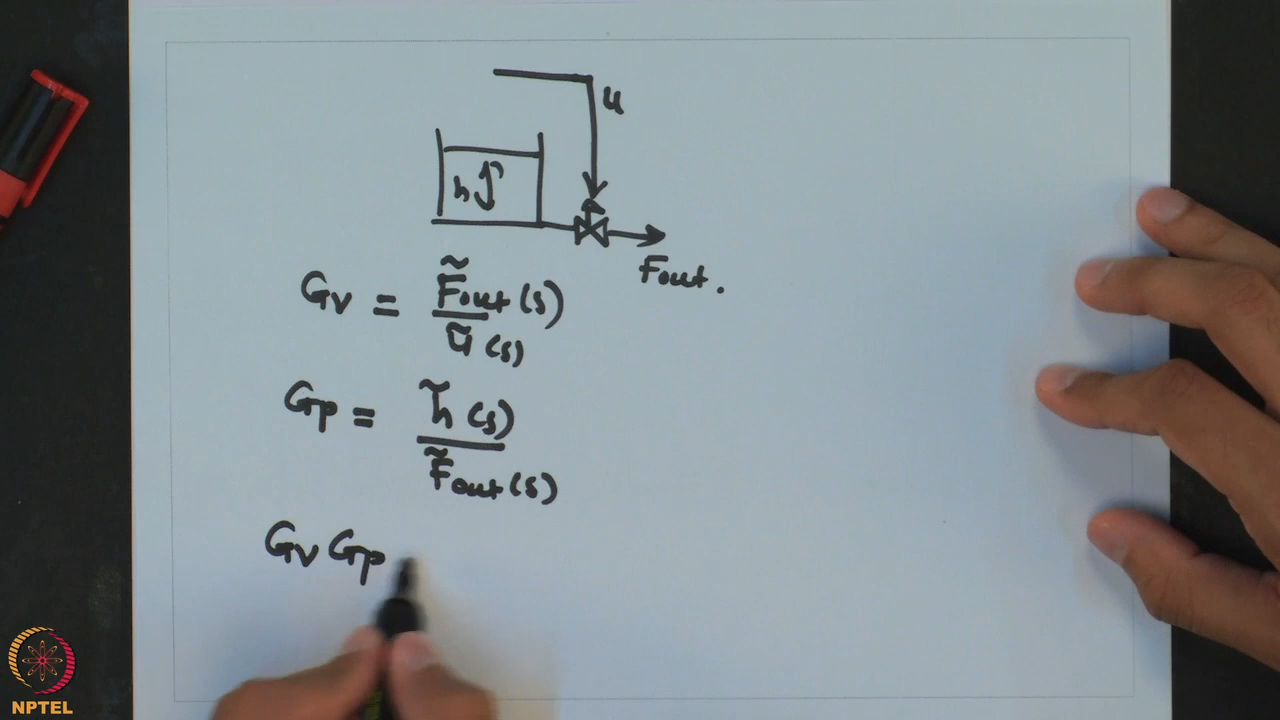 u
h
Fout.
Gv = F̃out(s) / ũ(s)
Gp = h̃(s) / F̃out(s)
Gv Gp
NPTEL